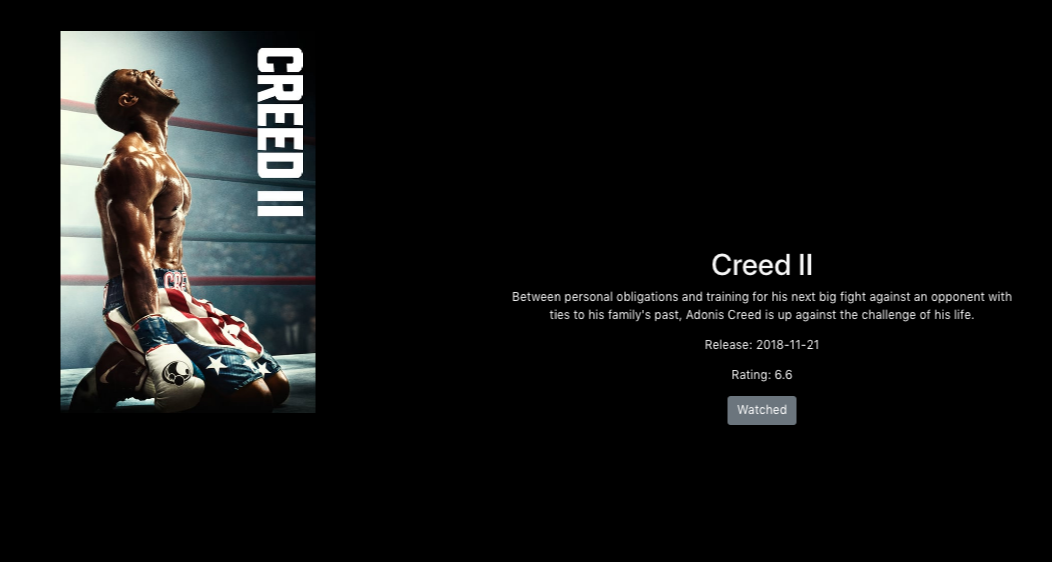 CREED II
Creed II
Between personal obligations and training for his next big fight against an opponent with
ties to his family's past, Adonis Creed is up against the challenge of his life.
Release: 2018-11-21
Rating: 6.6
Watched